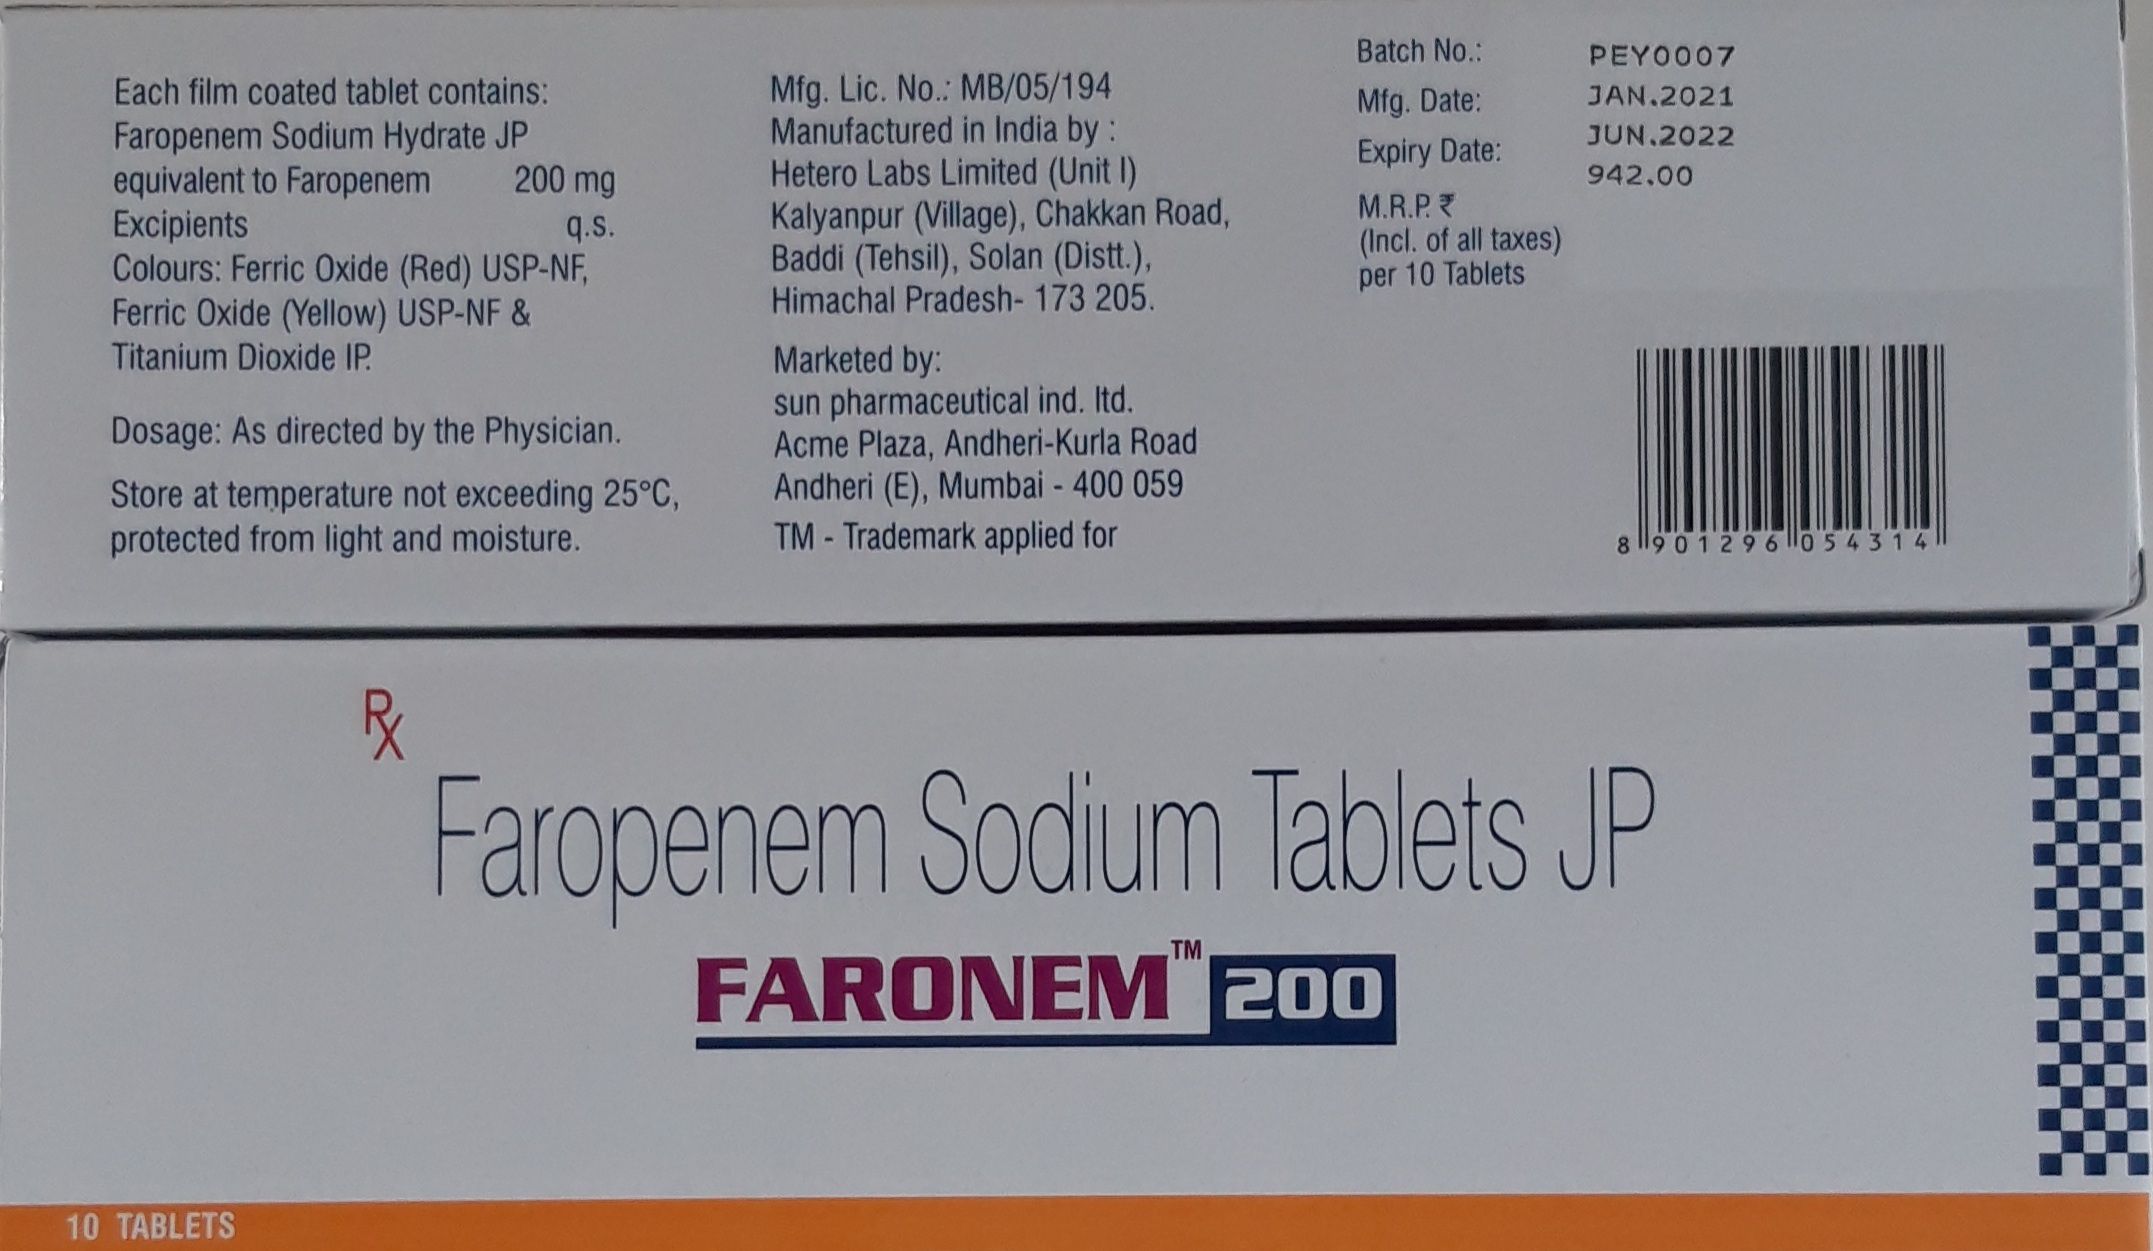 Each film coated tablet contains:
Faropenem Sodium Hydrate JP
equivalent to Faropenem 200 mg
Excipients q.s.
Colours: Ferric Oxide (Red) USP-NF,
Ferric Oxide (Yellow) USP-NF &
Titanium Dioxide IP.
Dosage: As directed by the Physician.
Store at temperature not exceeding 25°C,
protected from light and moisture.
Mfg. Lic. No.: MB/05/194
Manufactured in India by :
Hetero Labs Limited (Unit I)
Kalyanpur (Village), Chakkan Road,
Baddi (Tehsil), Solan (Distt.),
Himachal Pradesh- 173 205.
Marketed by:
sun pharmaceutical ind. ltd.
Acme Plaza, Andheri-Kurla Road
Andheri (E), Mumbai - 400 059
TM - Trademark applied for
Batch No.: PEY0007
Mfg. Date: JAN.2021
Expiry Date: JUN.2022
M.R.P. ₹ 942.00
(Incl. of all taxes)
per 10 Tablets
8 901296 054314
Rx
Faropenem Sodium Tablets JP
FARONEM™ 200
10 TABLETS